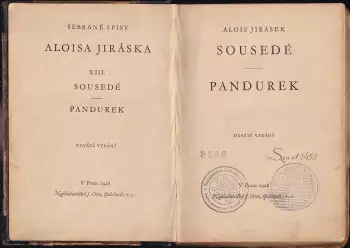 SEBRANÉ SPISY
ALOISA JIRÁSKA
XIII.
SOUSEDÉ
PANDUREK
DEVÁTÉ VYDÁNÍ
V Praze 1926
Nakladatelství J. Otto, společnost s r. o.
ALOIS JIRÁSEK
SOUSEDÉ
PANDUREK
DEVÁTÉ VYDÁNÍ
V Praze 1926
Nakladatelství J. Otto, společnost s r. o.